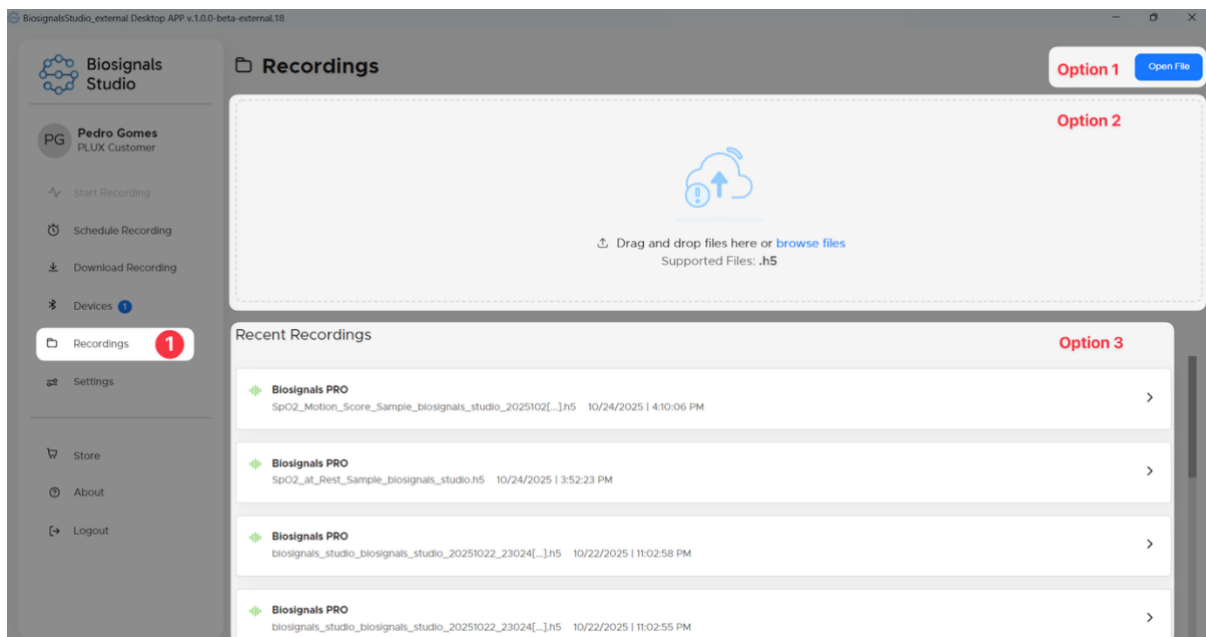 BiosignalsStudio_external Desktop APP v.1.0.0-beta-external.18
Biosignals
Studio
PG
Pedro Gomes
PLUX Customer
Start Recording
Schedule Recording
Download Recording
Devices 1
Recordings 1
Settings
Store
About
Logout
Recordings
Option 1 Open File
Option 2
Drag and drop files here or browse files
Supported Files: .h5
Recent Recordings
Option 3
Biosignals PRO
SpO2_Motion_Score_Sample_biosignals_studio_2025102[...].h5 10/24/2025 | 4:10:06 PM
Biosignals PRO
SpO2_at_Rest_Sample_biosignals_studio.h5 10/24/2025 | 3:52:23 PM
Biosignals PRO
biosignals_studio_biosignals_studio_20251022_23024[...].h5 10/22/2025 | 11:02:58 PM
Biosignals PRO
biosignals_studio_biosignals_studio_20251022_23024[...].h5 10/22/2025 | 11:02:55 PM